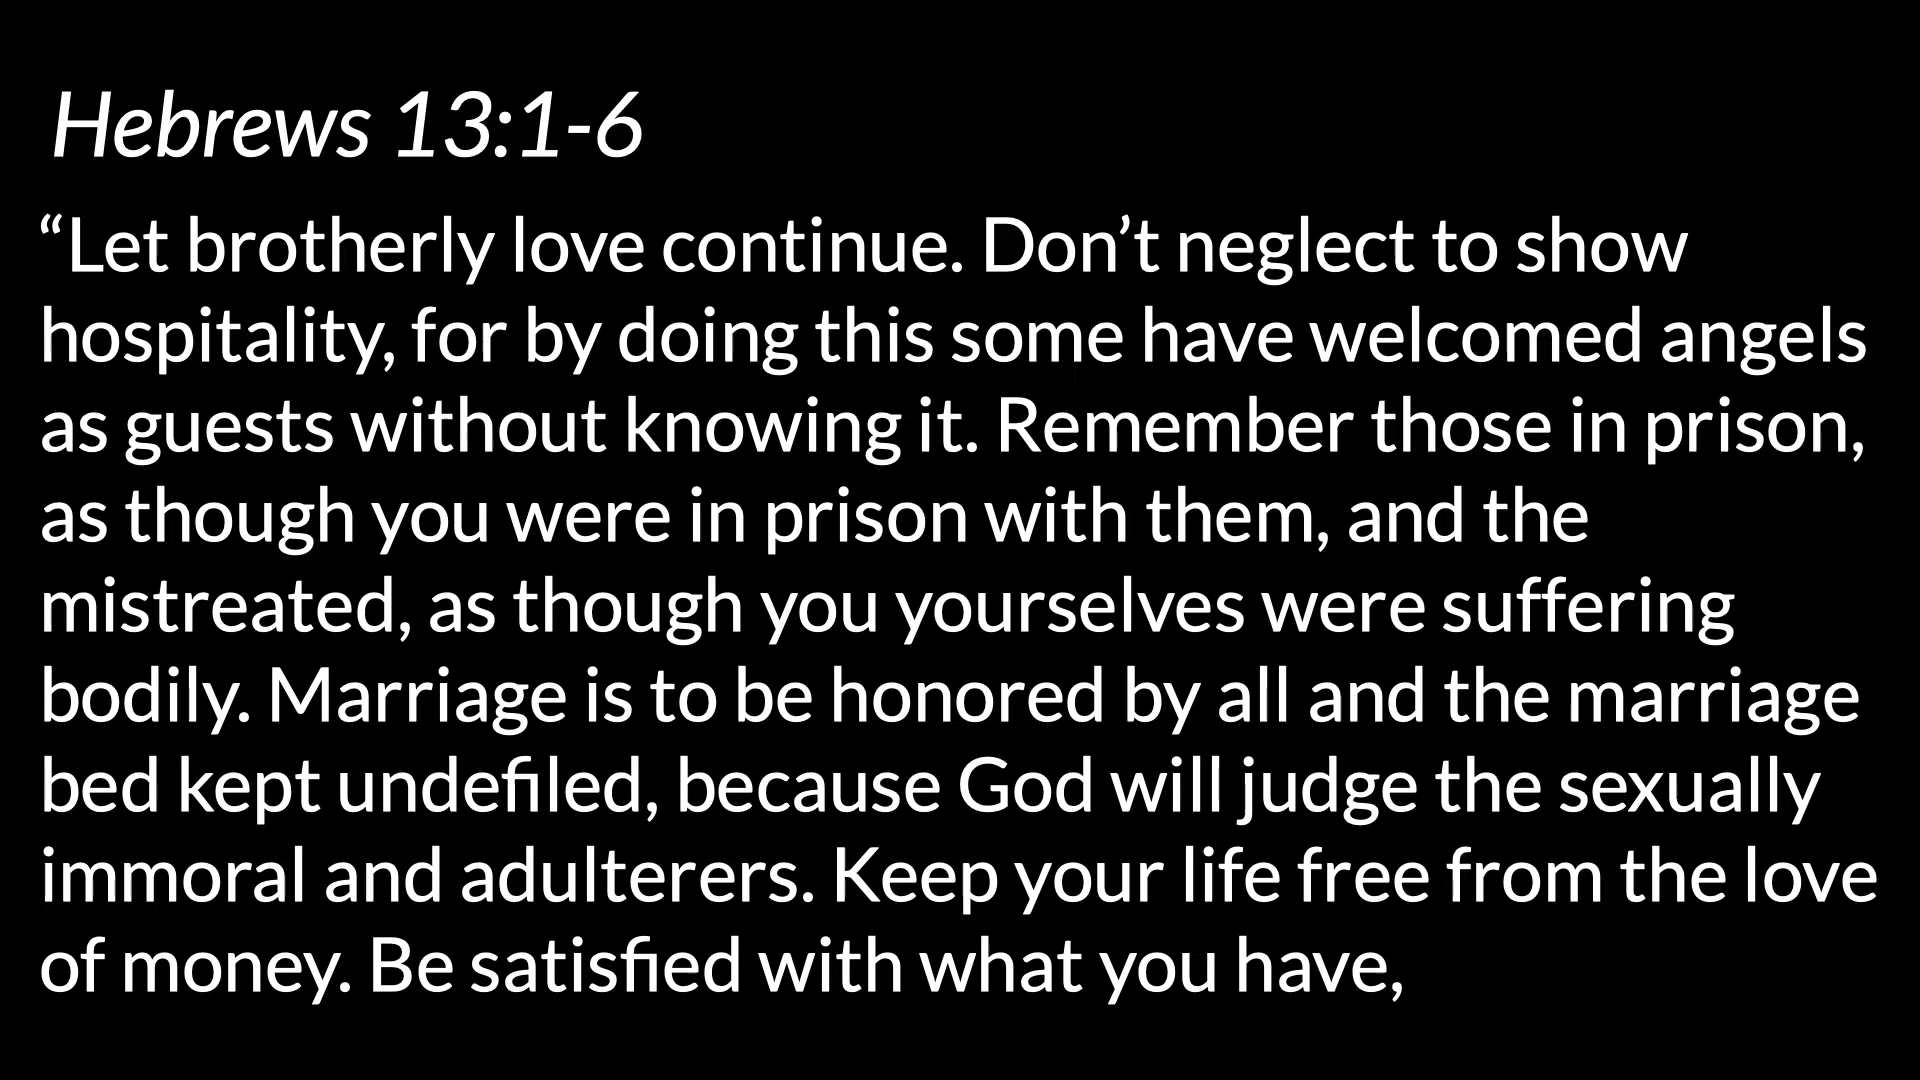 Hebrews 13:1-6
“Let brotherly love continue. Don’t neglect to show
hospitality, for by doing this some have welcomed angels
as guests without knowing it. Remember those in prison,
as though you were in prison with them, and the
mistreated, as though you yourselves were suffering
bodily. Marriage is to be honored by all and the marriage
bed kept undefiled, because God will judge the sexually
immoral and adulterers. Keep your life free from the love
of money. Be satisfied with what you have,